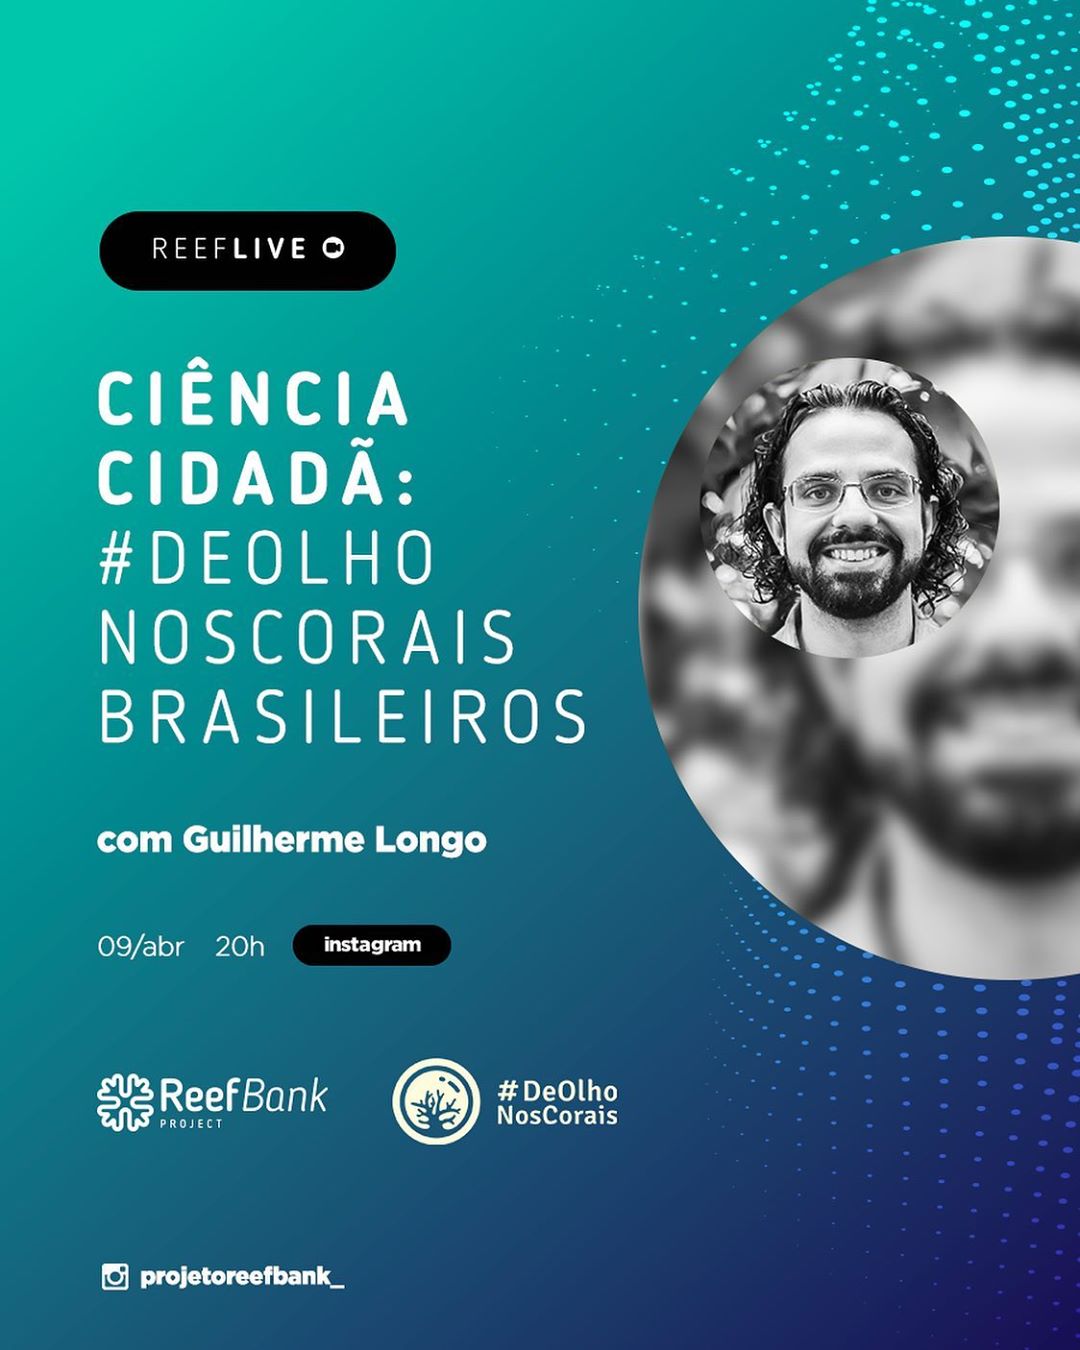 REEFLIVE
CIÊNCIA
CIDADÃ:
#DEOLHO
NOSCORAIS
BRASILEIROS
com Guilherme Longo
09/abr 20h instagram
ReefBank
PROJECT
#DeOlho
NosCorais
projetoreefbank_